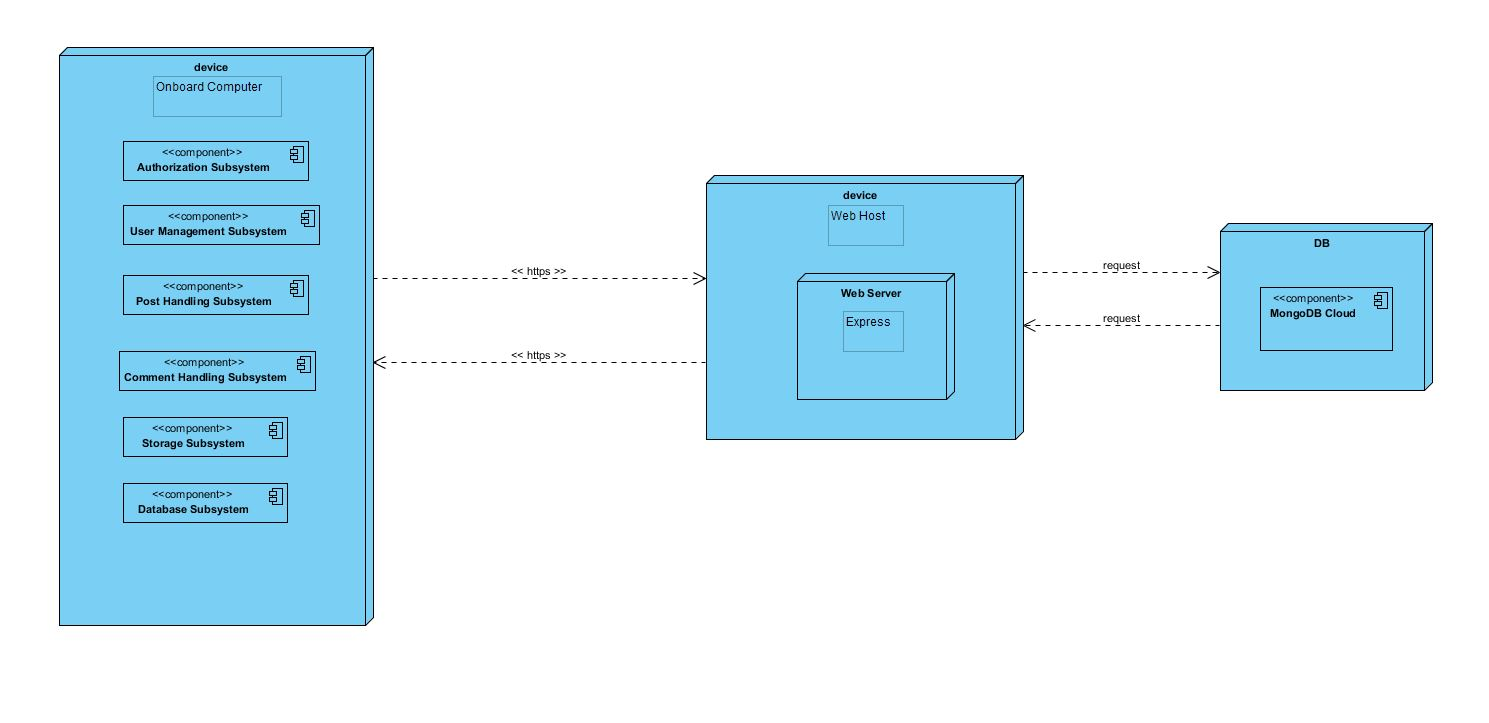 device
Onboard Computer
<<component>>
Authorization Subsystem
<<component>>
User Management Subsystem
<<component>>
Post Handling Subsystem
<<component>>
Comment Handling Subsystem
<<component>>
Storage Subsystem
<<component>>
Database Subsystem
<< https >>
<< https >>
device
Web Host
Web Server
Express
request
request
DB
<<component>>
MongoDB Cloud